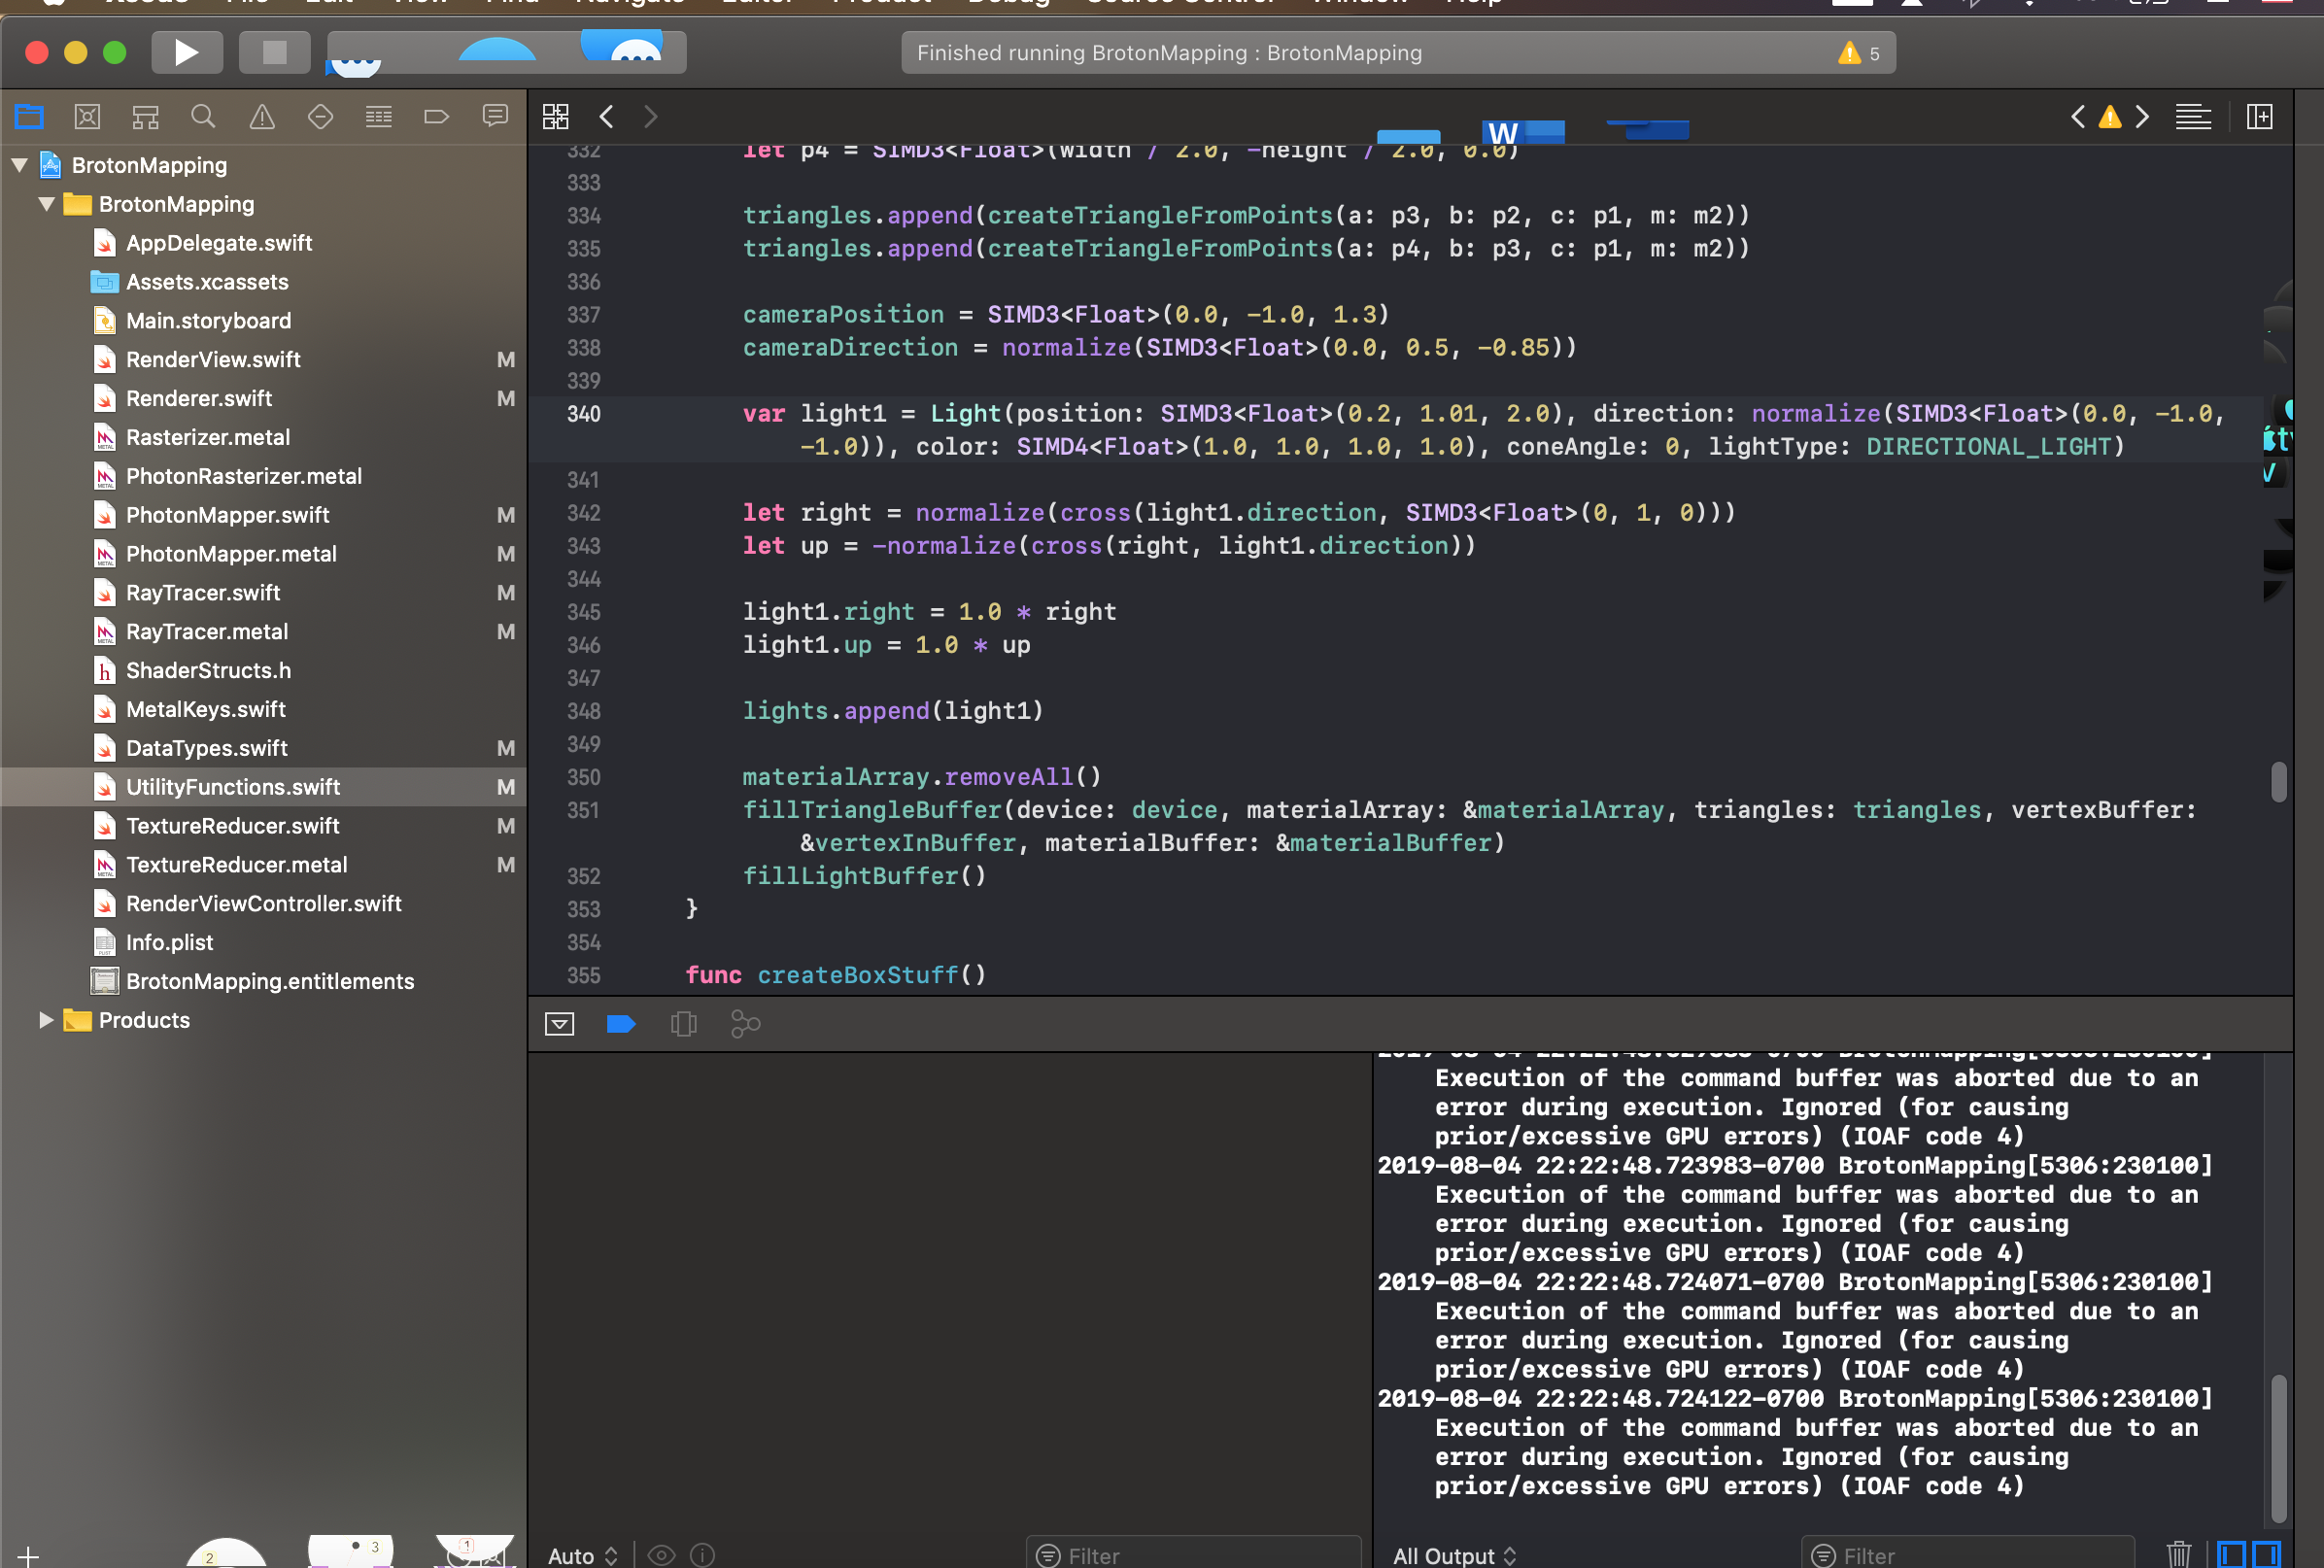 Xcode File Edit View Find Navigate Editor Product Debug Source Control Window Help
Finished running BrotonMapping : BrotonMapping
5
W
BrotonMapping
BrotonMapping
AppDelegate.swift
Assets.xcassets
Main.storyboard
RenderView.swift M
Renderer.swift M
Rasterizer.metal
PhotonRasterizer.metal
PhotonMapper.swift M
PhotonMapper.metal M
RayTracer.swift M
RayTracer.metal M
ShaderStructs.h
MetalKeys.swift
DataTypes.swift M
UtilityFunctions.swift M
TextureReducer.swift M
TextureReducer.metal M
RenderViewController.swift
Info.plist
BrotonMapping.entitlements
Products
332 let p4 = SIMD3<Float>(width / 2.0, -height / 2.0, 0.0)
333
334 triangles.append(createTriangleFromPoints(a: p3, b: p2, c: p1, m: m2))
335 triangles.append(createTriangleFromPoints(a: p4, b: p3, c: p1, m: m2))
336
337 cameraPosition = SIMD3<Float>(0.0, -1.0, 1.3)
338 cameraDirection = normalize(SIMD3<Float>(0.0, 0.5, -0.85))
339
340 var light1 = Light(position: SIMD3<Float>(0.2, 1.01, 2.0), direction: normalize(SIMD3<Float>(0.0, -1.0,
-1.0)), color: SIMD4<Float>(1.0, 1.0, 1.0, 1.0), coneAngle: 0, lightType: DIRECTIONAL_LIGHT)
341
342 let right = normalize(cross(light1.direction, SIMD3<Float>(0, 1, 0)))
343 let up = -normalize(cross(right, light1.direction))
344
345 light1.right = 1.0 * right
346 light1.up = 1.0 * up
347
348 lights.append(light1)
349
350 materialArray.removeAll()
351 fillTriangleBuffer(device: device, materialArray: &materialArray, triangles: triangles, vertexBuffer:
&vertexInBuffer, materialBuffer: &materialBuffer)
352 fillLightBuffer()
353 }
354
355 func createBoxStuff()
Execution of the command buffer was aborted due to an
error during execution. Ignored (for causing
prior/excessive GPU errors) (IOAF code 4)
2019-08-04 22:22:48.723983-0700 BrotonMapping[5306:230100]
Execution of the command buffer was aborted due to an
error during execution. Ignored (for causing
prior/excessive GPU errors) (IOAF code 4)
2019-08-04 22:22:48.724071-0700 BrotonMapping[5306:230100]
Execution of the command buffer was aborted due to an
error during execution. Ignored (for causing
prior/excessive GPU errors) (IOAF code 4)
2019-08-04 22:22:48.724122-0700 BrotonMapping[5306:230100]
Execution of the command buffer was aborted due to an
error during execution. Ignored (for causing
prior/excessive GPU errors) (IOAF code 4)
2 3 1
Auto Filter All Output Filter